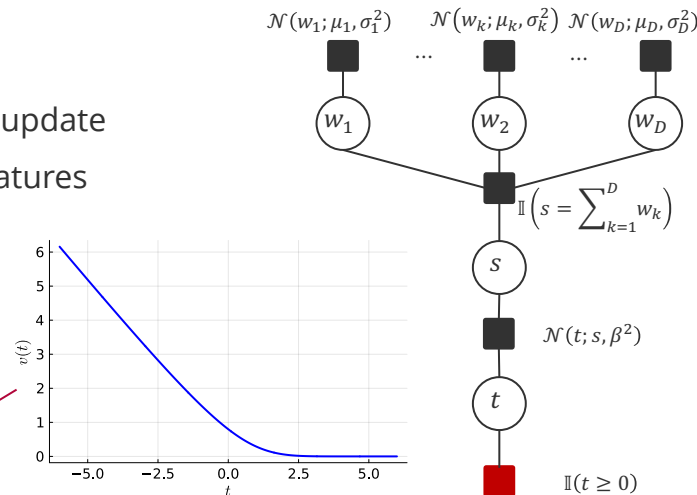 𝒩(w₁; μ₁, σ₁²) 𝒩(wₖ; μₖ, σₖ²) 𝒩(w_D; μ_D, σ_D²)
... ...
update
w₁ w₂ w_D
atures
𝕀(s = ∑_{k=1}^{D} wₖ)
s
𝒩(t; s, β²)
t
𝕀(t ≥ 0)
6
5
4
3
2
1
0
v(t)
-5.0 -2.5 0.0 2.5 5.0
t